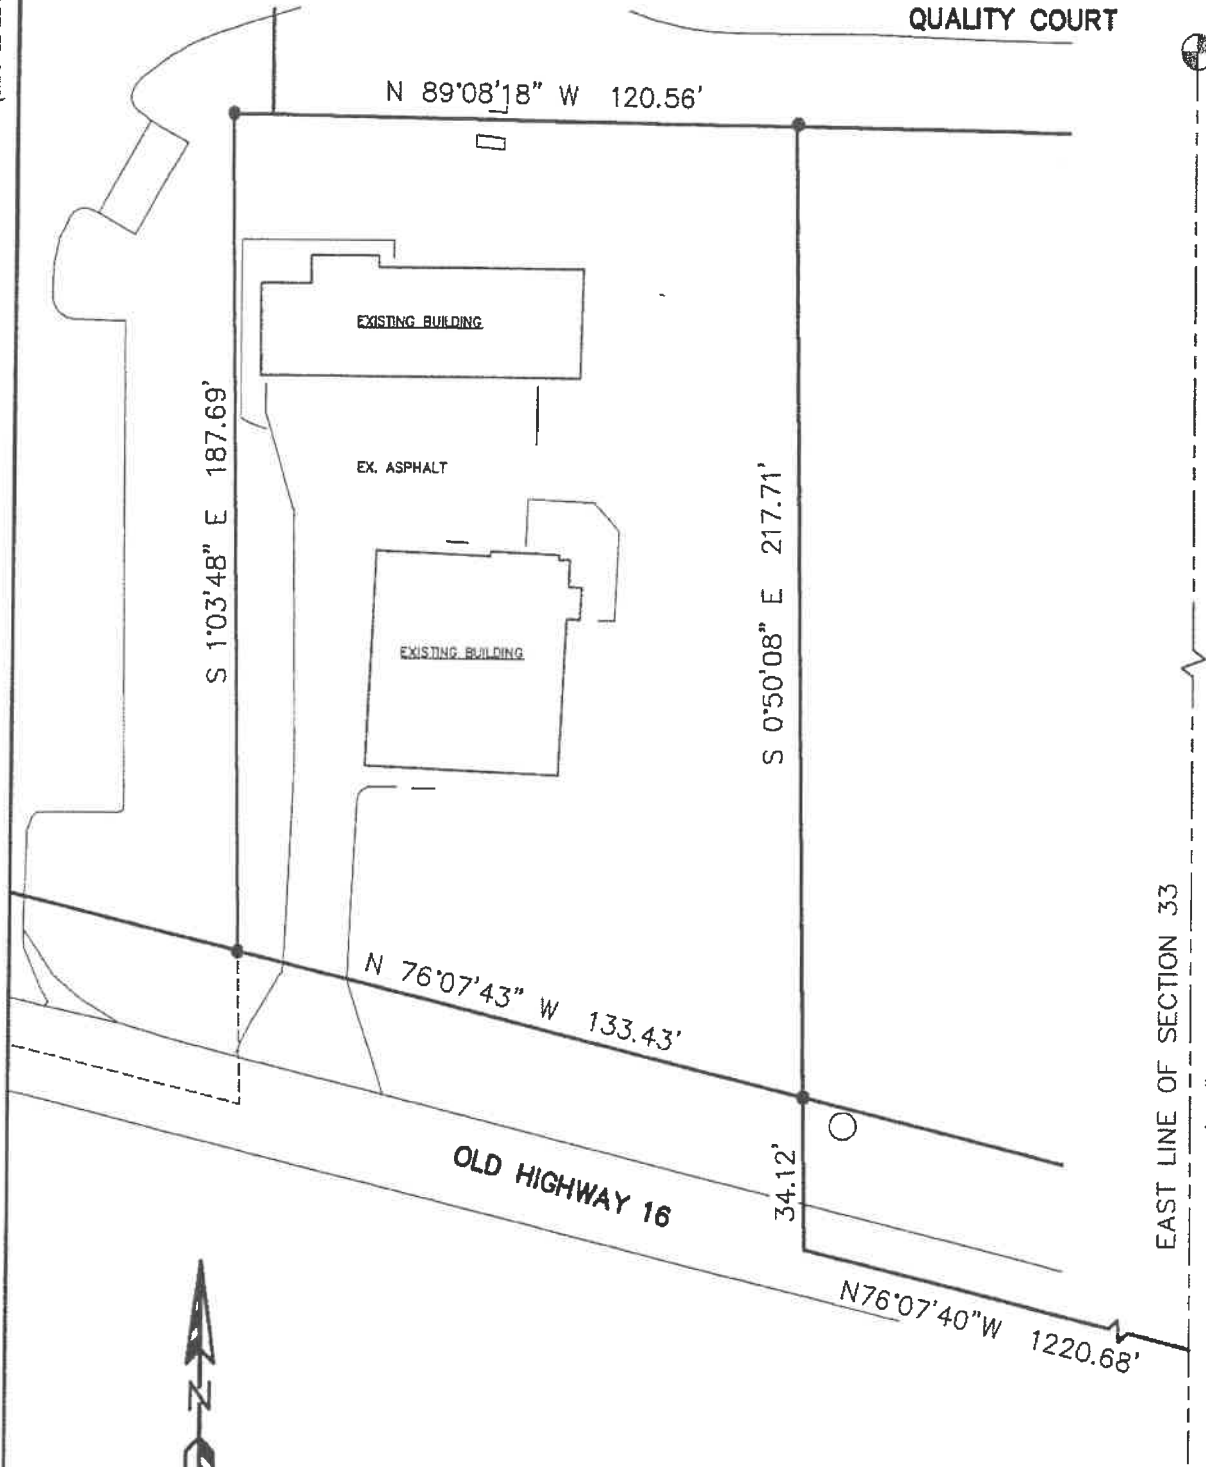 QUALITY COURT
N 89°08'18" W 120.56'
EXISTING BUILDING
S 1°03'48" E 187.69'
EX. ASPHALT
S 0°50'08" E 217.71'
EXISTING BUILDING
EAST LINE OF SECTION 33
N 76°07'43" W 133.43'
34.12'
OLD HIGHWAY 16
N76°07'40"W 1220.68'
N